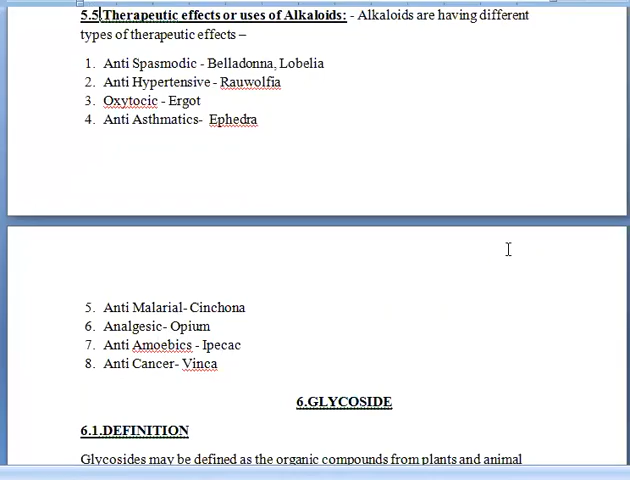 5.5.Therapeutic effects or uses of Alkaloids: - Alkaloids are having different
types of therapeutic effects –
1. Anti Spasmodic - Belladonna, Lobelia
2. Anti Hypertensive - Rauwolfia
3. Oxytocic - Ergot
4. Anti Asthmatics- Ephedra
5. Anti Malarial- Cinchona
6. Analgesic- Opium
7. Anti Amoebics - Ipecac
8. Anti Cancer- Vinca
6.GLYCOSIDE
6.1.DEFINITION
Glycosides may be defined as the organic compounds from plants and animal